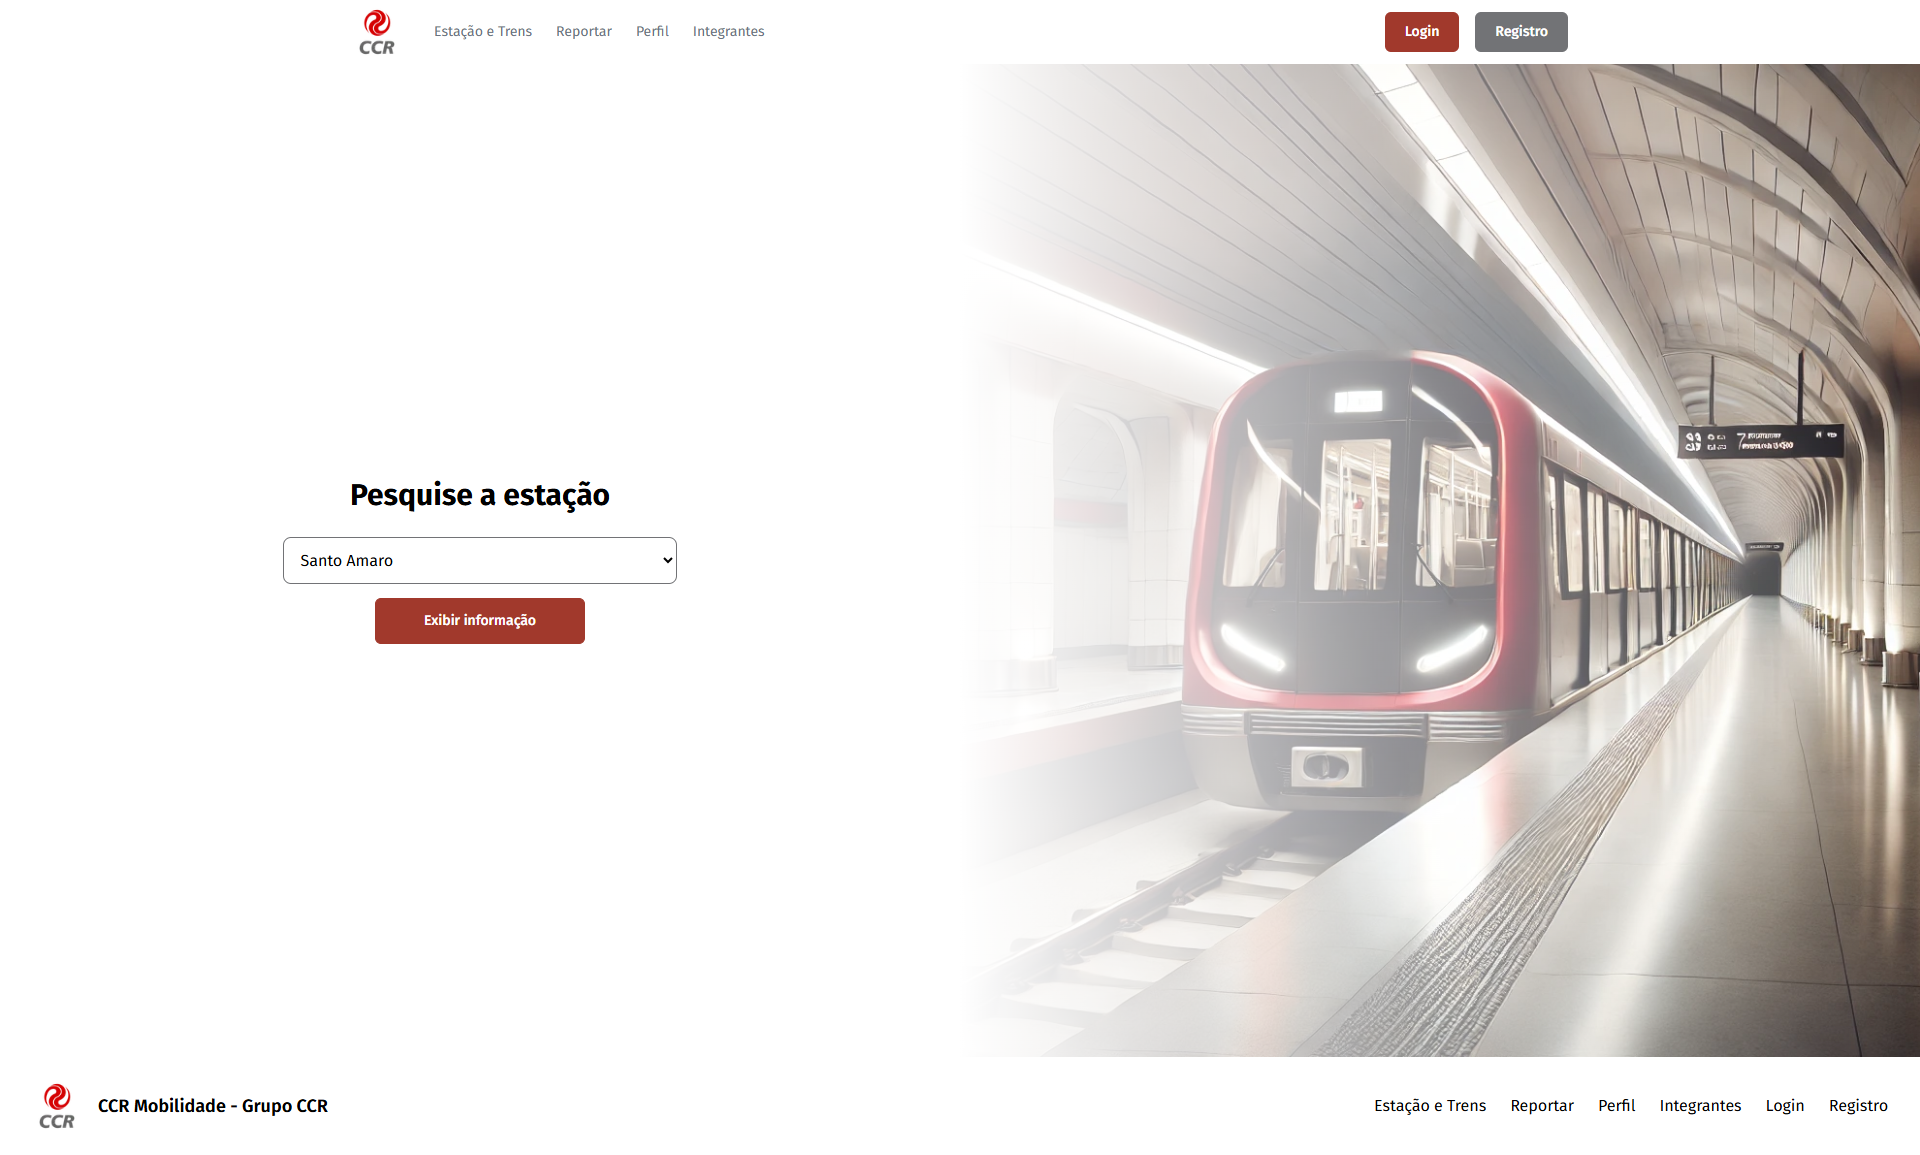 CCR
Estação e Trens
Reportar
Perfil
Integrantes
Login
Registro
Pesquise a estação
Santo Amaro
Exibir informação
CCR
CCR Mobilidade - Grupo CCR
Estação e Trens
Reportar
Perfil
Integrantes
Login
Registro